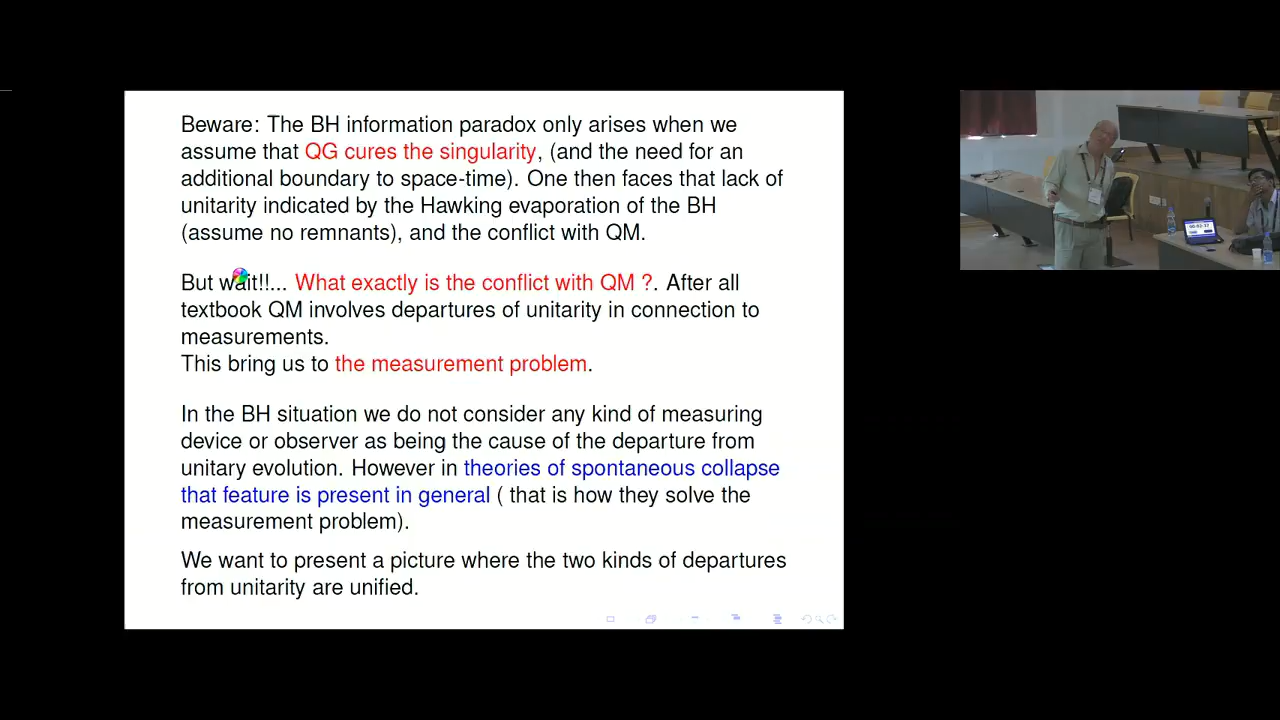 Beware: The BH information paradox only arises when we
assume that QG cures the singularity, (and the need for an
additional boundary to space-time). One then faces that lack of
unitarity indicated by the Hawking evaporation of the BH
(assume no remnants), and the conflict with QM.
But wait!!... What exactly is the conflict with QM ?. After all
textbook QM involves departures of unitarity in connection to
measurements.
This bring us to the measurement problem.
In the BH situation we do not consider any kind of measuring
device or observer as being the cause of the departure from
unitary evolution. However in theories of spontaneous collapse
that feature is present in general ( that is how they solve the
measurement problem).
We want to present a picture where the two kinds of departures
from unitarity are unified.